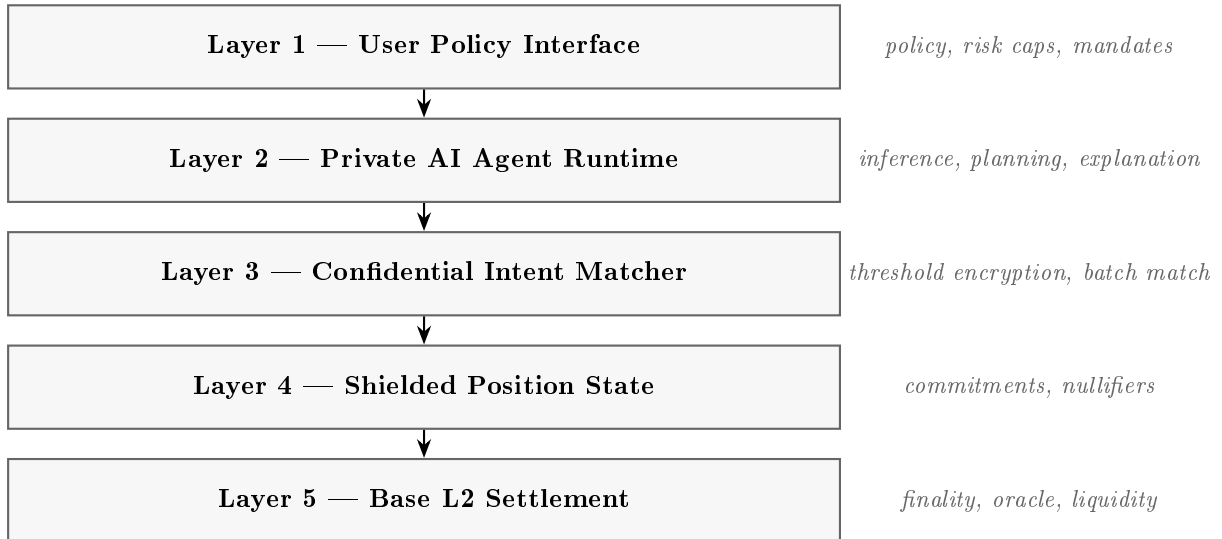 Layer 1 — User Policy Interface
policy, risk caps, mandates
Layer 2 — Private AI Agent Runtime
inference, planning, explanation
Layer 3 — Confidential Intent Matcher
threshold encryption, batch match
Layer 4 — Shielded Position State
commitments, nullifiers
Layer 5 — Base L2 Settlement
finality, oracle, liquidity